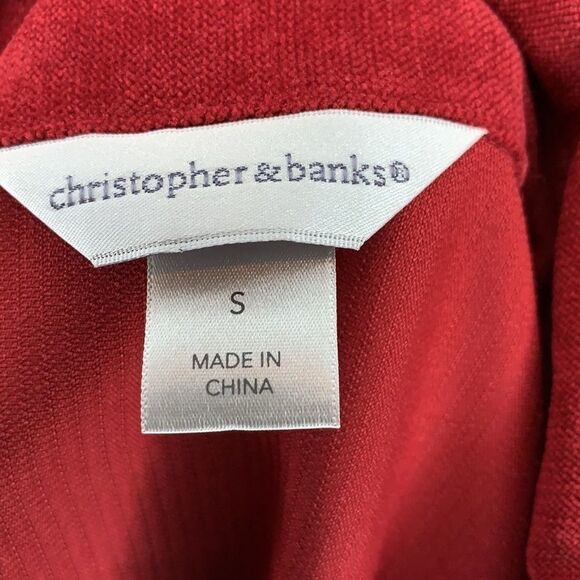 christopher & banks®
S
MADE IN
CHINA